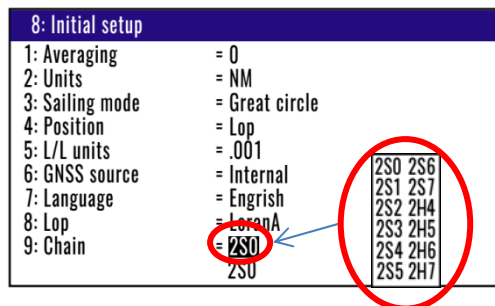 8: Initial setup
1: Averaging = 0
2: Units = NM
3: Sailing mode = Great circle
4: Position = Lop
5: L/L units = .001
6: GNSS source = Internal
7: Language = Engrish
8: Lop = LoranA
9: Chain = 2S0
2S0
2S0 2S6
2S1 2S7
2S2 2H4
2S3 2H5
2S4 2H6
2S5 2H7